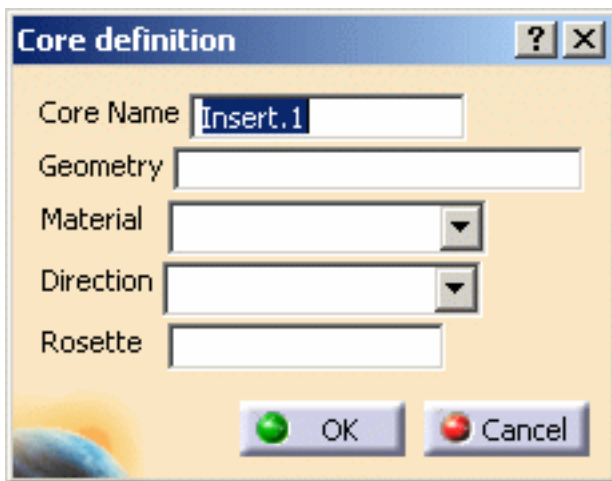 Core definition
Core Name Insert.1
Geometry
Material
Direction
Rosette
OK Cancel